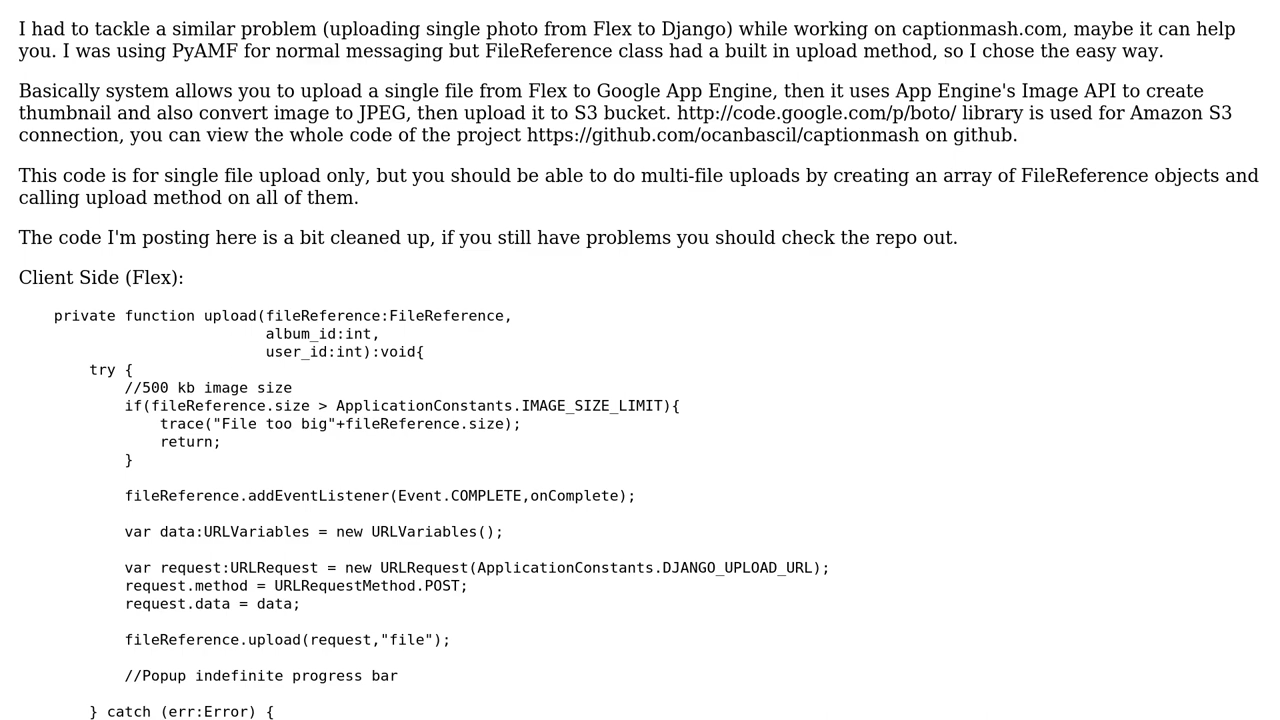 I had to tackle a similar problem (uploading single photo from Flex to Django) while working on captionmash.com, maybe it can help
you. I was using PyAMF for normal messaging but FileReference class had a built in upload method, so I chose the easy way.
Basically system allows you to upload a single file from Flex to Google App Engine, then it uses App Engine's Image API to create
thumbnail and also convert image to JPEG, then upload it to S3 bucket. http://code.google.com/p/boto/ library is used for Amazon S3
connection, you can view the whole code of the project https://github.com/ocanbascil/captionmash on github.
This code is for single file upload only, but you should be able to do multi-file uploads by creating an array of FileReference objects and
calling upload method on all of them.
The code I'm posting here is a bit cleaned up, if you still have problems you should check the repo out.
Client Side (Flex):
    private function upload(fileReference:FileReference,
                            album_id:int,
                            user_id:int):void{
        try {
            //500 kb image size
            if(fileReference.size > ApplicationConstants.IMAGE_SIZE_LIMIT){
                trace("File too big"+fileReference.size);
                return;
            }
            fileReference.addEventListener(Event.COMPLETE,onComplete);
            var data:URLVariables = new URLVariables();
            var request:URLRequest = new URLRequest(ApplicationConstants.DJANGO_UPLOAD_URL);
            request.method = URLRequestMethod.POST;
            request.data = data;
            fileReference.upload(request,"file");
            //Popup indefinite progress bar
        } catch (err:Error) {